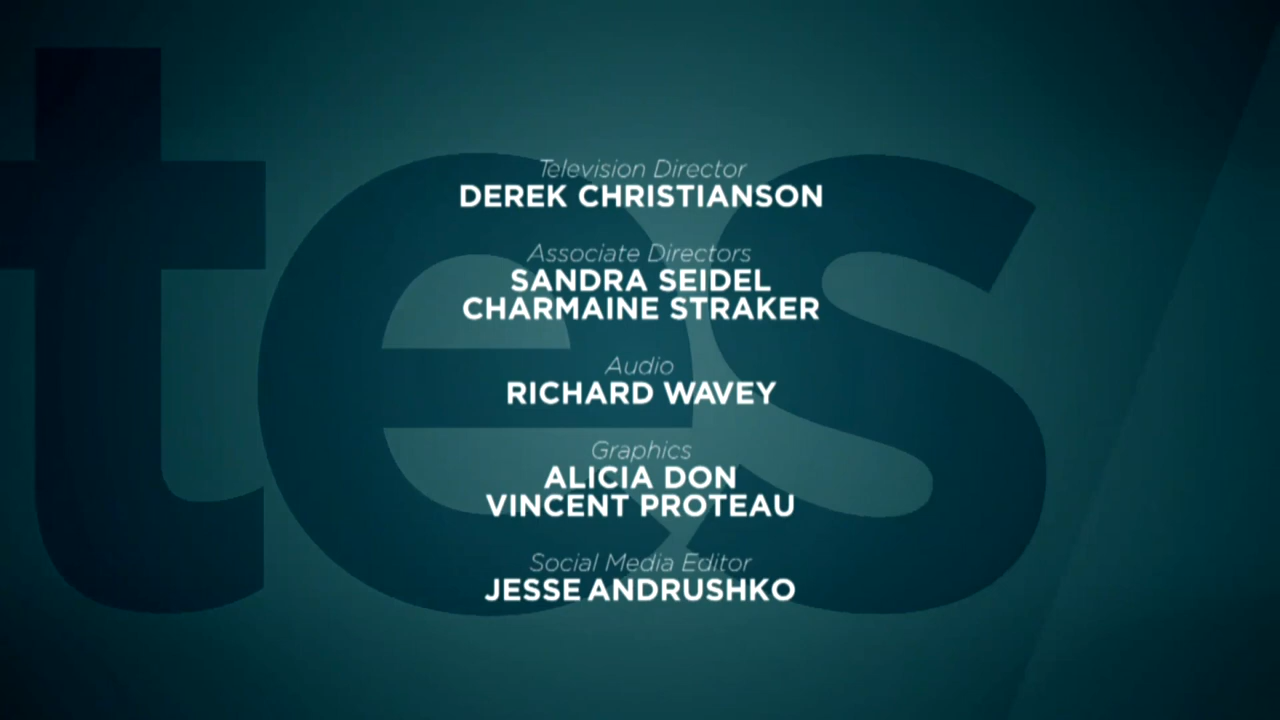 tes
Television Director
DEREK CHRISTIANSON
Associate Directors
SANDRA SEIDEL
CHARMAINE STRAKER
Audio
RICHARD WAVEY
Graphics
ALICIA DON
VINCENT PROTEAU
Social Media Editor
JESSE ANDRUSHKO